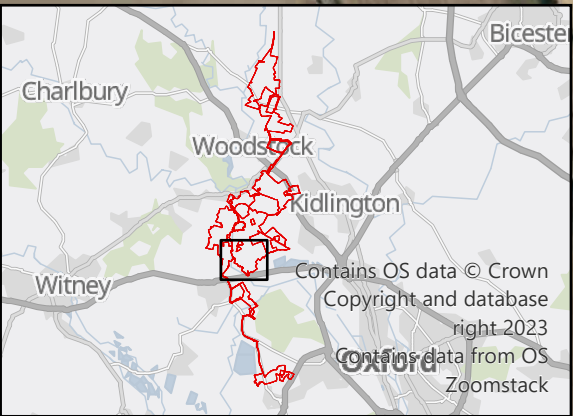 Bicester
Charlbury
Woodstock
Kidlington
Witney
Contains OS data © Crown
Copyright and database
right 2023
Oxford
Contains data from OS
Zoomstack